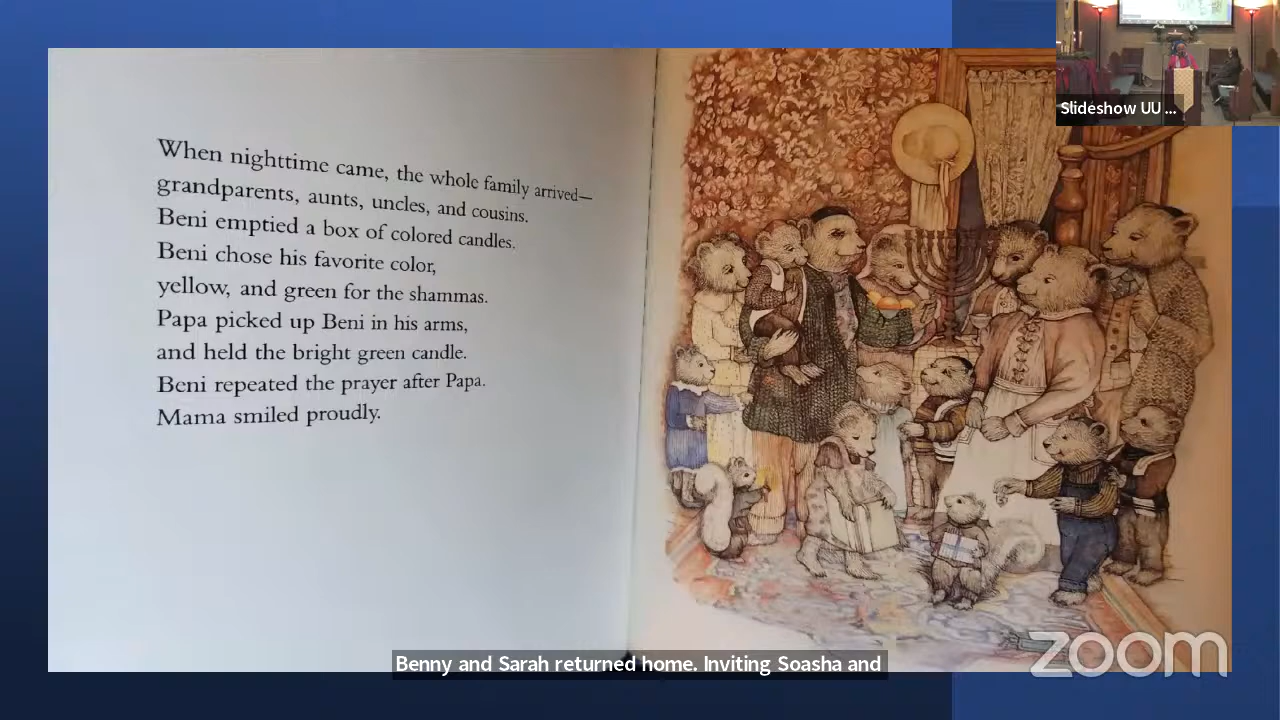 When nighttime came, the whole family arrived—
grandparents, aunts, uncles, and cousins.
Beni emptied a box of colored candles.
Beni chose his favorite color,
yellow, and green for the shammas.
Papa picked up Beni in his arms,
and held the bright green candle.
Beni repeated the prayer after Papa.
Mama smiled proudly.
Slideshow UU ...
Benny and Sarah returned home. Inviting Soasha and
zoom